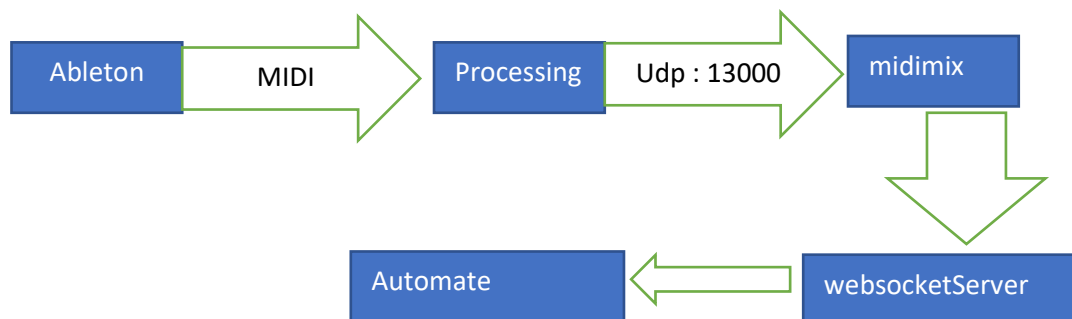 Ableton
MIDI
Processing
Udp : 13000
midimix
Automate
websocketServer